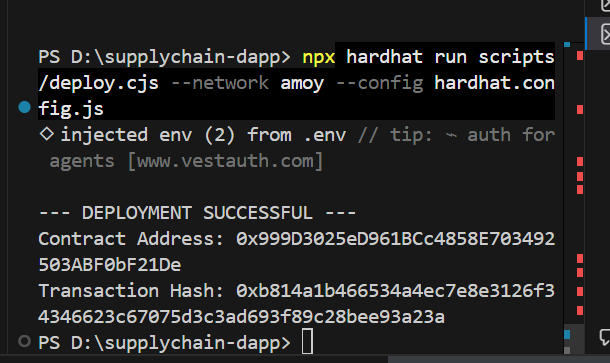 PS D:\supplychain-dapp> npx hardhat run scripts
/deploy.cjs --network amoy --config hardhat.con
fig.js
◇ injected env (2) from .env // tip: ⌁ auth for
agents [www.vestauth.com]
--- DEPLOYMENT SUCCESSFUL ---
Contract Address: 0x999D3025eD961BCc4858E703492
503ABF0bF21De
Transaction Hash: 0xb814a1b466534a4ec7e8e3126f3
4346623c67075d3c3ad693f89c28bee93a23a
PS D:\supplychain-dapp>